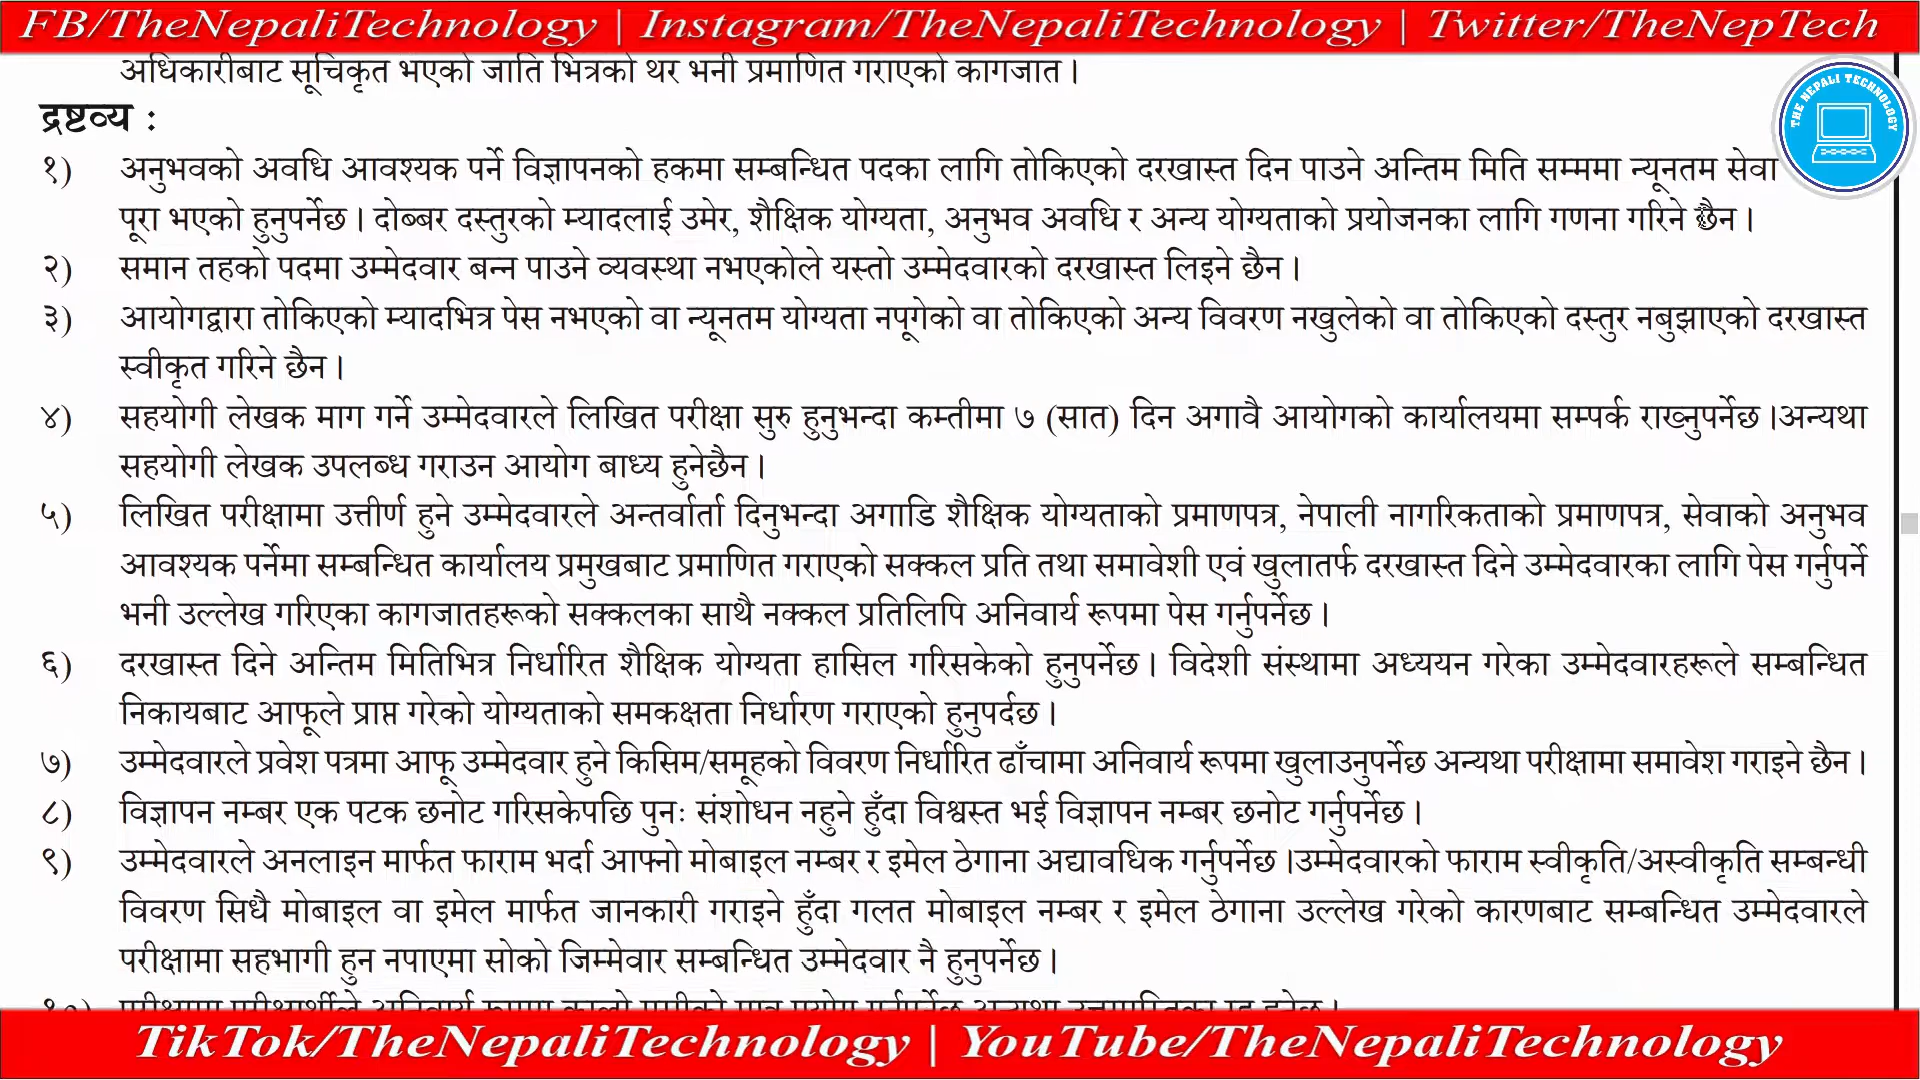 FB/TheNepaliTechnology | Instagram/TheNepaliTechnology | Twitter/TheNepTech
अधिकारीबाट सूचिकृत भएको जाति भित्रको थर भनी प्रमाणित गराएको कागजात ।
THE NEPALI TECHNOLOGY
द्रष्टव्य :
१) अनुभवको अवधि आवश्यक पर्ने विज्ञापनको हकमा सम्बन्धित पदका लागि तोकिएको दरखास्त दिन पाउने अन्तिम मिति सम्ममा न्यूनतम सेवा
पूरा भएको हुनुपर्नेछ । दोब्बर दस्तुरको म्यादलाई उमेर, शैक्षिक योग्यता, अनुभव अवधि र अन्य योग्यताको प्रयोजनका लागि गणना गरिने छैन ।
२) समान तहको पदमा उम्मेदवार बन्न पाउने व्यवस्था नभएकोले यस्तो उम्मेदवारको दरखास्त लिइने छैन ।
३) आयोगद्वारा तोकिएको म्यादभित्र पेस नभएको वा न्यूनतम योग्यता नपूगेको वा तोकिएको अन्य विवरण नखुलेको वा तोकिएको दस्तुर नबुझाएको दरखास्त
स्वीकृत गरिने छैन ।
४) सहयोगी लेखक माग गर्ने उम्मेदवारले लिखित परीक्षा सुरु हुनुभन्दा कम्तीमा ७ (सात) दिन अगावै आयोगको कार्यालयमा सम्पर्क राख्नुपर्नेछ ।अन्यथा
सहयोगी लेखक उपलब्ध गराउन आयोग बाध्य हुनेछैन ।
५) लिखित परीक्षामा उत्तीर्ण हुने उम्मेदवारले अन्तर्वार्ता दिनुभन्दा अगाडि शैक्षिक योग्यताको प्रमाणपत्र, नेपाली नागरिकताको प्रमाणपत्र, सेवाको अनुभव
आवश्यक पर्नेमा सम्बन्धित कार्यालय प्रमुखबाट प्रमाणित गराएको सक्कल प्रति तथा समावेशी एवं खुलातर्फ दरखास्त दिने उम्मेदवारका लागि पेस गर्नुपर्ने
भनी उल्लेख गरिएका कागजातहरूको सक्कलका साथै नक्कल प्रतिलिपि अनिवार्य रूपमा पेस गर्नुपर्नेछ ।
६) दरखास्त दिने अन्तिम मितिभित्र निर्धारित शैक्षिक योग्यता हासिल गरिसकेको हुनुपर्नेछ । विदेशी संस्थामा अध्ययन गरेका उम्मेदवारहरूले सम्बन्धित
निकायबाट आफूले प्राप्त गरेको योग्यताको समकक्षता निर्धारण गराएको हुनुपर्दछ ।
७) उम्मेदवारले प्रवेश पत्रमा आफू उम्मेदवार हुने किसिम/समूहको विवरण निर्धारित ढाँचामा अनिवार्य रूपमा खुलाउनुपर्नेछ अन्यथा परीक्षामा समावेश गराइने छैन ।
८) विज्ञापन नम्बर एक पटक छनोट गरिसकेपछि पुनः संशोधन नहुने हुँदा विश्वस्त भई विज्ञापन नम्बर छनोट गर्नुपर्नेछ ।
९) उम्मेदवारले अनलाइन मार्फत फाराम भर्दा आफ्नो मोबाइल नम्बर र इमेल ठेगाना अद्यावधिक गर्नुपर्नेछ ।उम्मेदवारको फाराम स्वीकृति/अस्वीकृति सम्बन्धी
विवरण सिधै मोबाइल वा इमेल मार्फत जानकारी गराइने हुँदा गलत मोबाइल नम्बर र इमेल ठेगाना उल्लेख गरेको कारणबाट सम्बन्धित उम्मेदवारले
परीक्षामा सहभागी हुन नपाएमा सोको जिम्मेवार सम्बन्धित उम्मेदवार नै हुनुपर्नेछ ।
TikTok/TheNepaliTechnology | YouTube/TheNepaliTechnology